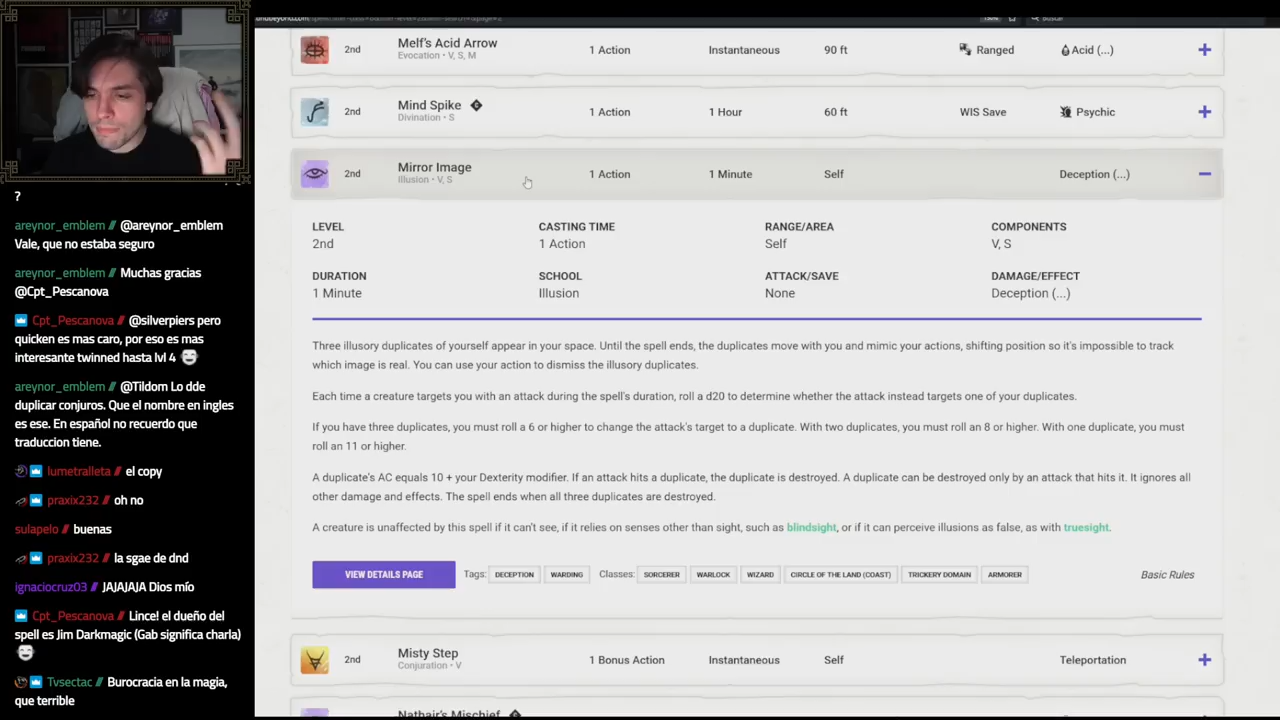 ?
areynor_emblem // @areynor_emblem
Vale, que no estaba seguro
areynor_emblem // Muchas gracias
@Cpt_Pescanova
Cpt_Pescanova // @silverpiers pero
quicken es mas caro, por eso es mas
interesante twinned hasta lvl 4
areynor_emblem // @Tildom Lo dde
duplicar conjuros. Que el nombre en ingles
es ese. En español no recuerdo que
traduccion tiene.
lumetralleta // el copy
praxix232 // oh no
sulapelo // buenas
praxix232 // la sgae de dnd
ignaciocruz03 // JAJAJAJA Dios mío
Cpt_Pescanova // Lince! el dueño del
spell es Jim Darkmagic (Gab significa charla)
Tvsectac // Burocracia en la magia,
que terrible
2nd Melf's Acid Arrow 1 Action Instantaneous 90 ft Ranged Acid (...)
Evocation • V, S, M
2nd Mind Spike 1 Action 1 Hour 60 ft WIS Save Psychic
Divination • S
2nd Mirror Image 1 Action 1 Minute Self Deception (...)
Illusion • V, S
LEVEL CASTING TIME RANGE/AREA COMPONENTS
2nd 1 Action Self V, S
DURATION SCHOOL ATTACK/SAVE DAMAGE/EFFECT
1 Minute Illusion None Deception (...)
Three illusory duplicates of yourself appear in your space. Until the spell ends, the duplicates move with you and mimic your actions, shifting position so it's impossible to track
which image is real. You can use your action to dismiss the illusory duplicates.
Each time a creature targets you with an attack during the spell's duration, roll a d20 to determine whether the attack instead targets one of your duplicates.
If you have three duplicates, you must roll a 6 or higher to change the attack's target to a duplicate. With two duplicates, you must roll an 8 or higher. With one duplicate, you must
roll an 11 or higher.
A duplicate's AC equals 10 + your Dexterity modifier. If an attack hits a duplicate, the duplicate is destroyed. A duplicate can be destroyed only by an attack that hits it. It ignores all
other damage and effects. The spell ends when all three duplicates are destroyed.
A creature is unaffected by this spell if it can't see, if it relies on senses other than sight, such as blindsight, or if it can perceive illusions as false, as with truesight.
VIEW DETAILS PAGE Tags: DECEPTION WARDING Classes: SORCERER WARLOCK WIZARD CIRCLE OF THE LAND (COAST) TRICKERY DOMAIN ARMORER Basic Rules
2nd Misty Step 1 Bonus Action Instantaneous Self Teleportation
Conjuration • V
Nathair's Mischief